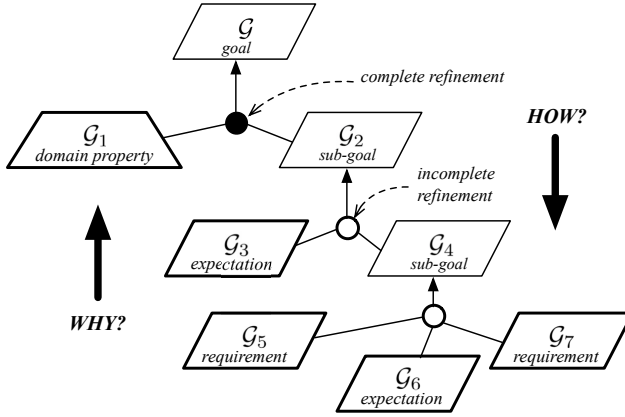 𝒢
goal
complete refinement
𝒢₁
domain property
𝒢₂
sub-goal
HOW?
incomplete
refinement
𝒢₃
expectation
𝒢₄
sub-goal
WHY?
𝒢₅
requirement
𝒢₆
expectation
𝒢₇
requirement